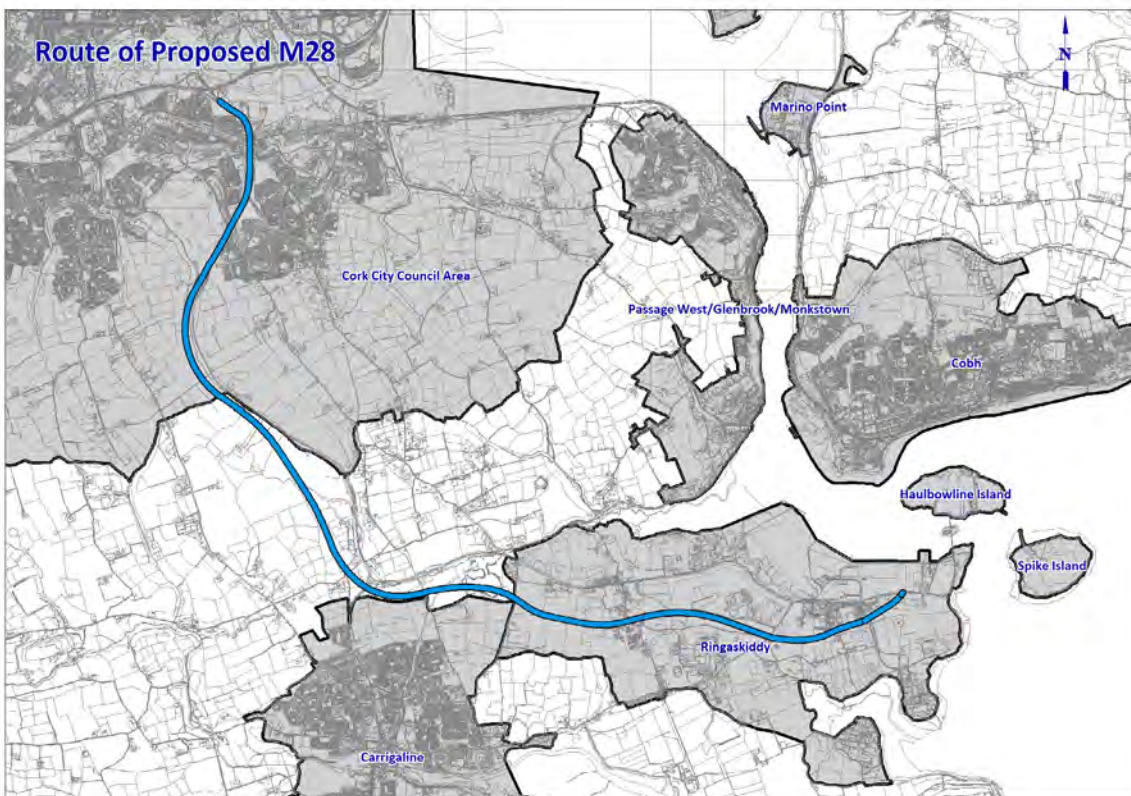 Route of Proposed M28
N
Marino Point
Cork City Council Area
Passage West/Glenbrook/Monkstown
Cobh
Haulbowline Island
Spike Island
Ringaskiddy
Carrigaline